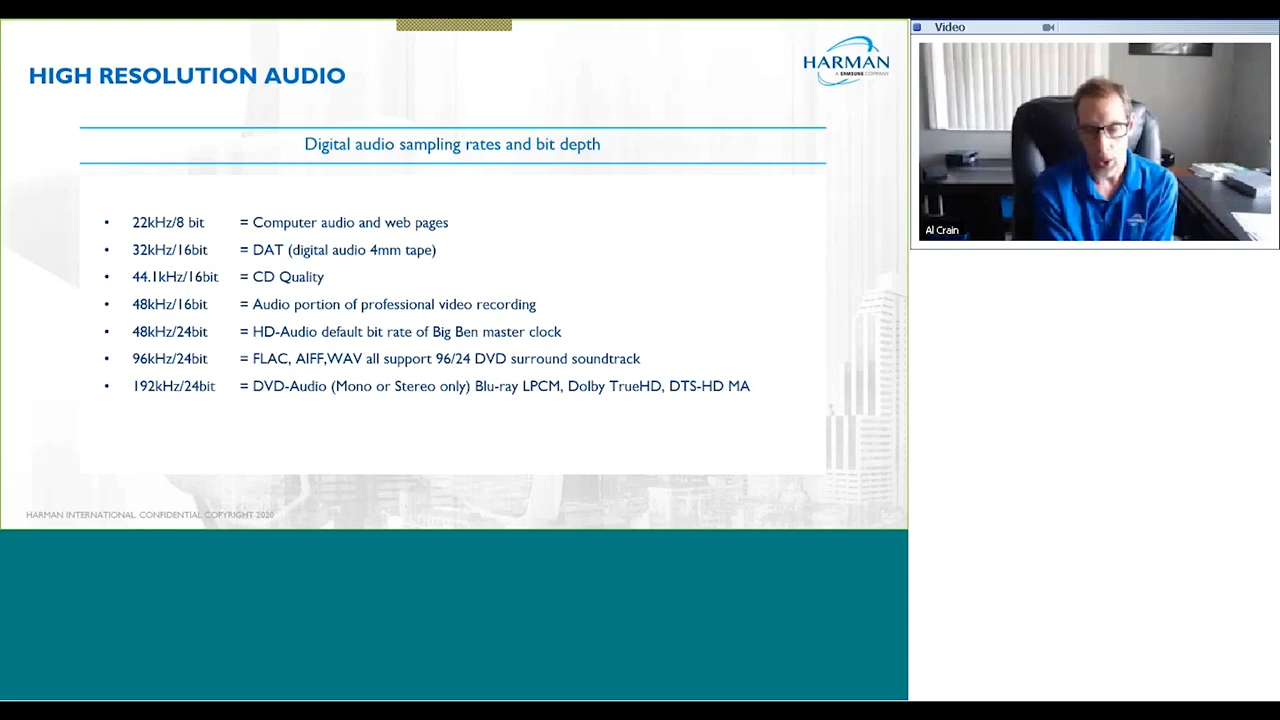 HIGH RESOLUTION AUDIO
HARMAN
A SAMSUNG COMPANY
Digital audio sampling rates and bit depth
• 22kHz/8 bit = Computer audio and web pages
• 32kHz/16bit = DAT (digital audio 4mm tape)
• 44.1kHz/16bit = CD Quality
• 48kHz/16bit = Audio portion of professional video recording
• 48kHz/24bit = HD-Audio default bit rate of Big Ben master clock
• 96kHz/24bit = FLAC, AIFF,WAV all support 96/24 DVD surround soundtrack
• 192kHz/24bit = DVD-Audio (Mono or Stereo only) Blu-ray LPCM, Dolby TrueHD, DTS-HD MA
HARMAN INTERNATIONAL. CONFIDENTIAL.COPYRIGHT 2020
Video
Al Crain